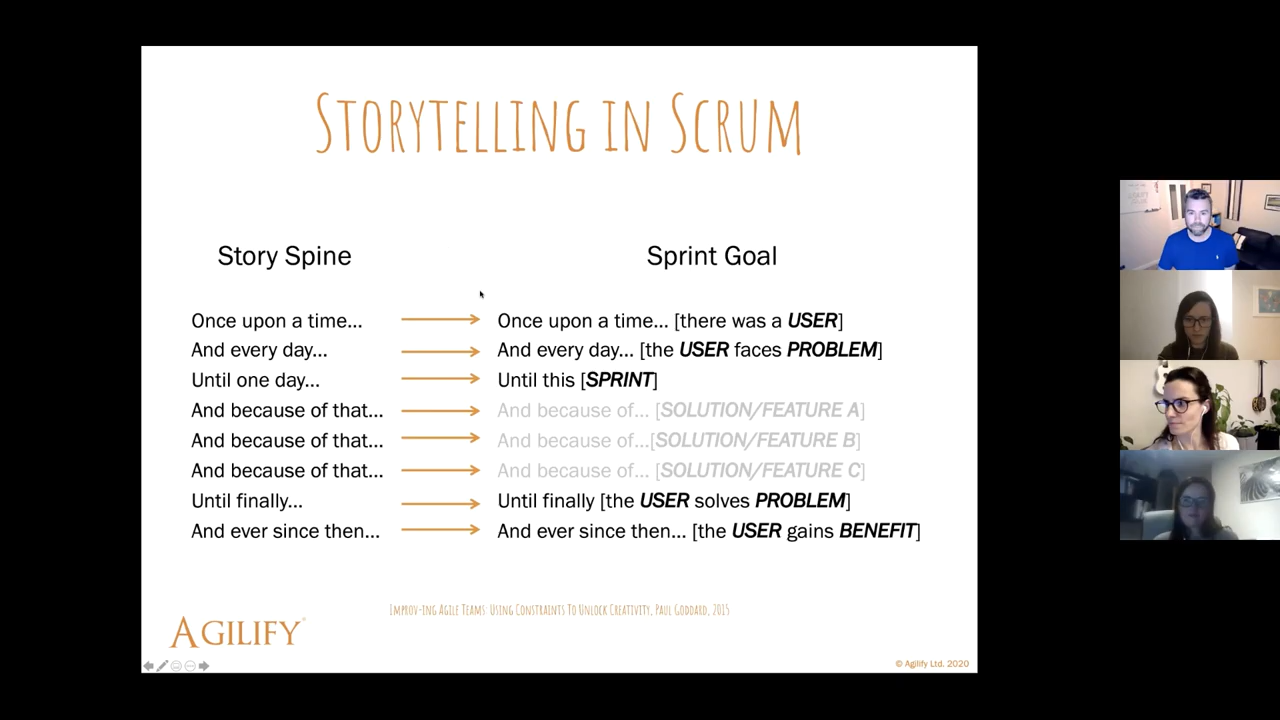 STORYTELLING IN SCRUM
Story Spine
Sprint Goal
Once upon a time...
Once upon a time... [there was a USER]
And every day...
And every day... [the USER faces PROBLEM]
Until one day...
Until this [SPRINT]
And because of that...
And because of... [SOLUTION/FEATURE A]
And because of that...
And because of...[SOLUTION/FEATURE B]
And because of that...
And because of... [SOLUTION/FEATURE C]
Until finally...
Until finally [the USER solves PROBLEM]
And ever since then...
And ever since then... [the USER gains BENEFIT]
IMPROV-ING AGILE TEAMS: USING CONSTRAINTS TO UNLOCK CREATIVITY, PAUL GODDARD, 2015
AGILIFY®
© Agilify Ltd. 2020